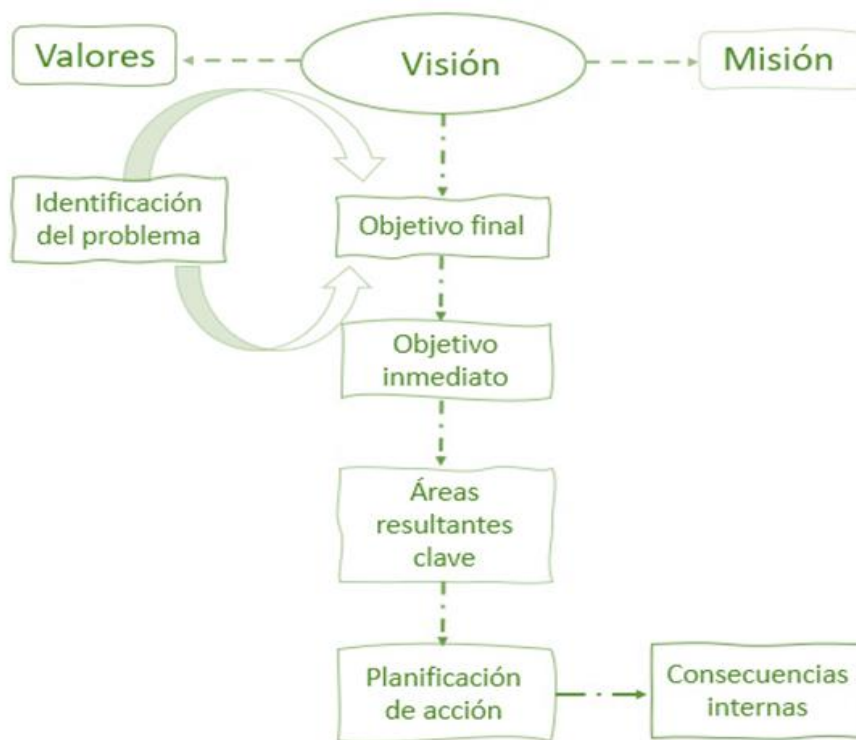 Valores
Visión
Misión
Identificación
del problema
Objetivo final
Objetivo
inmediato
Áreas
resultantes
clave
Planificación
de acción
Consecuencias
internas